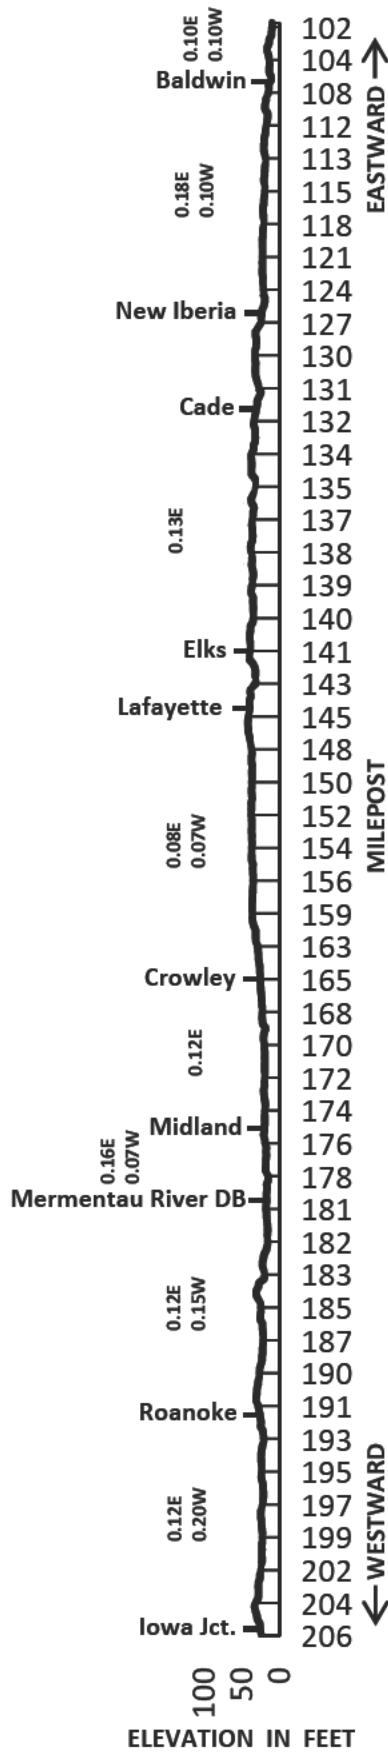 102
0.10E
0.10W
104
Baldwin
108
EASTWARD
112
113
0.18E
0.10W
115
118
121
124
New Iberia
127
130
131
Cade
132
134
135
0.13E
137
138
139
140
Elks
141
143
Lafayette
145
148
150
MILEPOST
152
0.08E
0.07W
154
156
159
163
Crowley
165
168
0.12E
170
172
174
Midland
176
0.16E
0.07W
178
Mermentau River DB
181
182
183
0.12E
0.15W
185
187
190
191
Roanoke
193
195
0.12E
0.20W
197
199
WESTWARD
202
204
Iowa Jct.
206
100
50
0
ELEVATION IN FEET